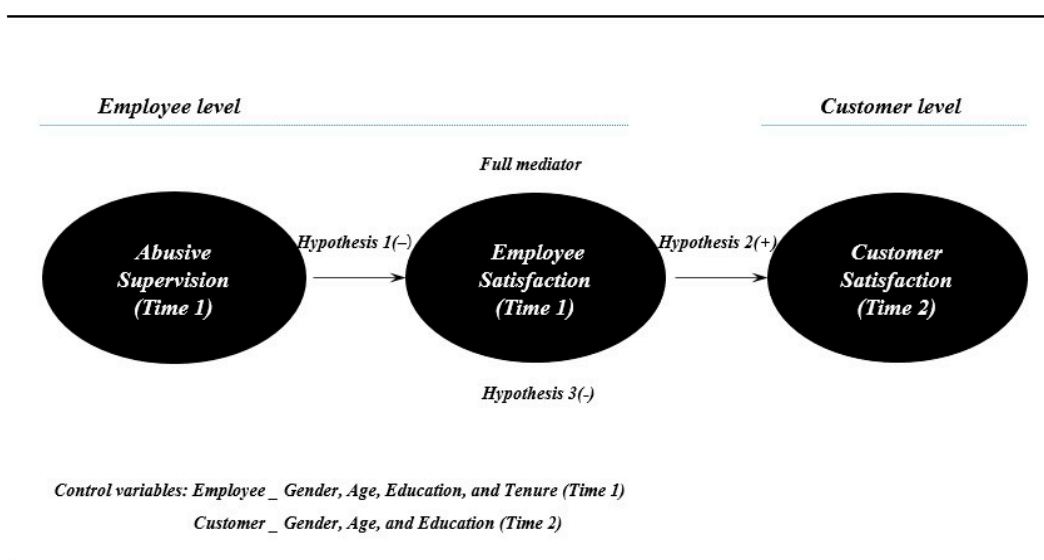 Employee level
Customer level
Full mediator
Hypothesis 1(–)
Hypothesis 2(+)
Abusive
Supervision
(Time 1)
Employee
Satisfaction
(Time 1)
Customer
Satisfaction
(Time 2)
Hypothesis 3(-)
Control variables: Employee _ Gender, Age, Education, and Tenure (Time 1)
Customer _ Gender, Age, and Education (Time 2)